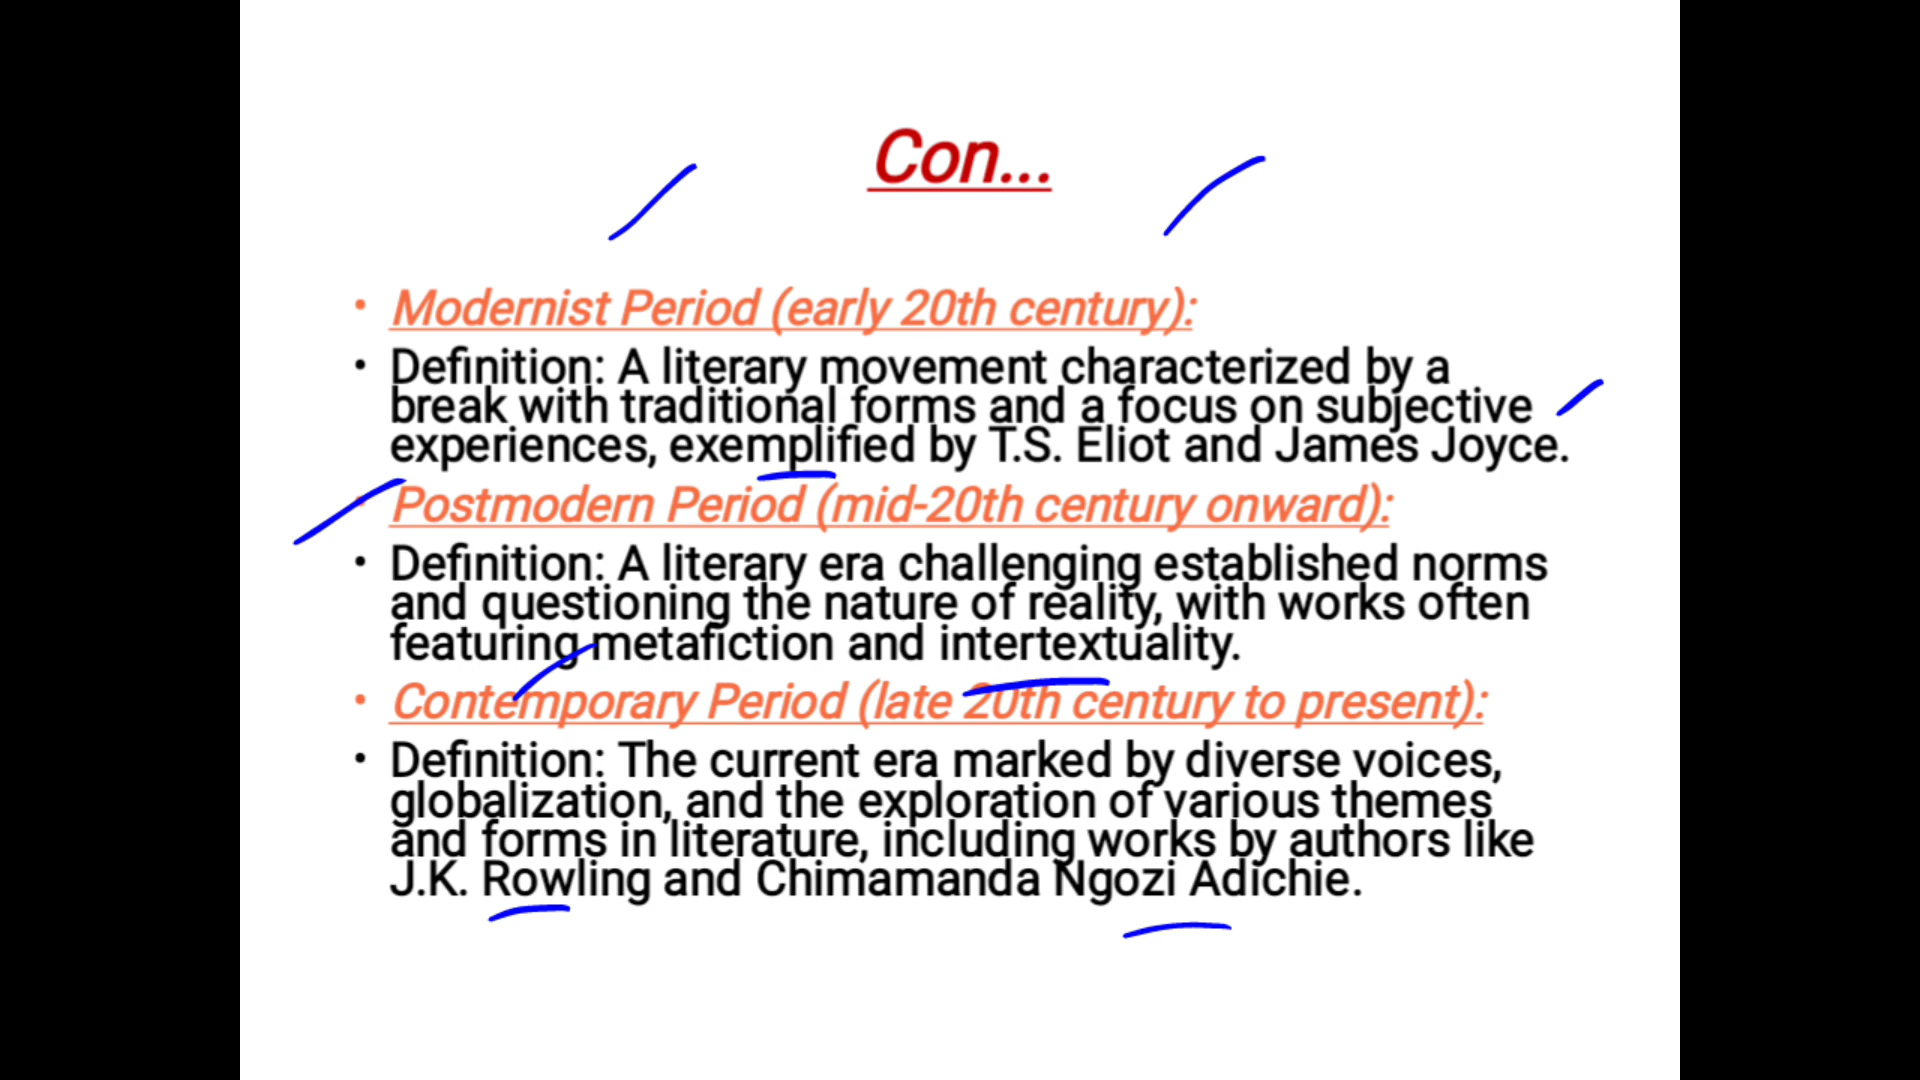 Con...
• Modernist Period (early 20th century):
• Definition: A literary movement characterized by a
break with traditional forms and a focus on subjective
experiences, exemplified by T.S. Eliot and James Joyce.
• Postmodern Period (mid-20th century onward):
• Definition: A literary era challenging established norms
and questioning the nature of reality, with works often
featuring metafiction and intertextuality.
• Contemporary Period (late 20th century to present):
• Definition: The current era marked by diverse voices,
globalization, and the exploration of various themes
and forms in literature, including works by authors like
J.K. Rowling and Chimamanda Ngozi Adichie.